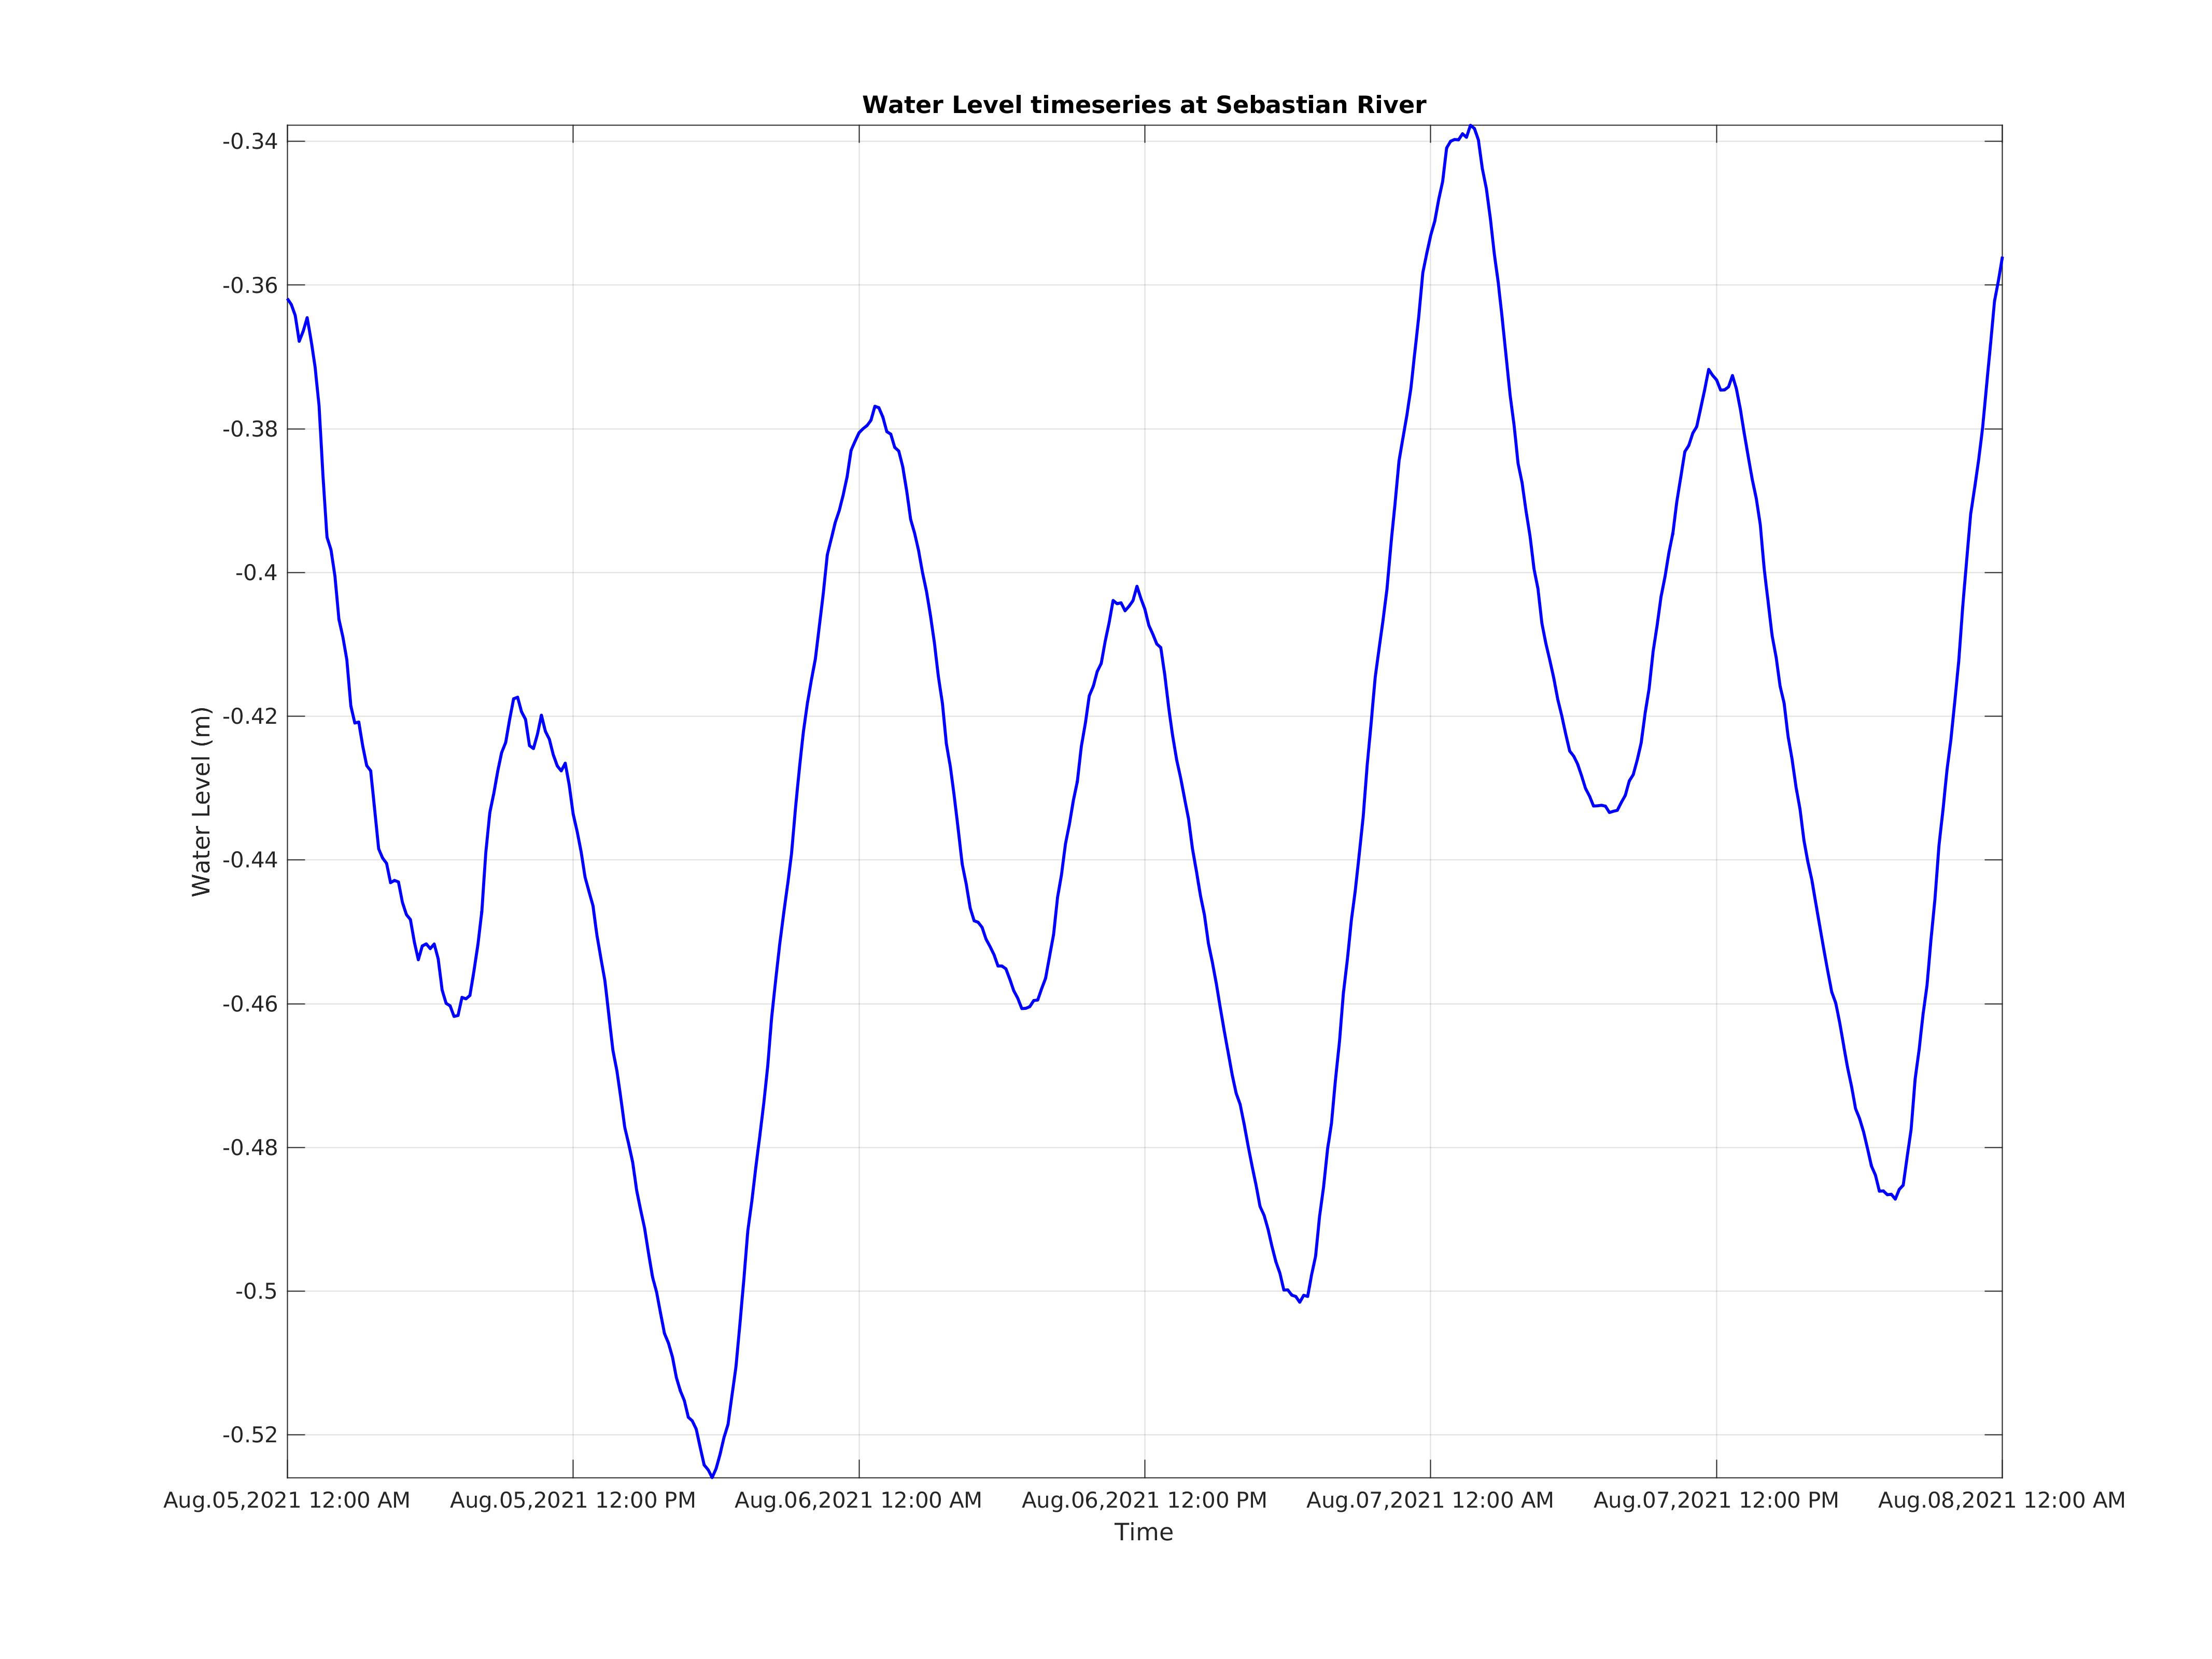 Water Level timeseries at Sebastian River
-0.34
-0.36
-0.38
-0.4
-0.42
-0.44
-0.46
-0.48
-0.5
-0.52
Water Level (m)
Aug.05,2021 12:00 AM Aug.05,2021 12:00 PM Aug.06,2021 12:00 AM Aug.06,2021 12:00 PM Aug.07,2021 12:00 AM Aug.07,2021 12:00 PM Aug.08,2021 12:00 AM
Time